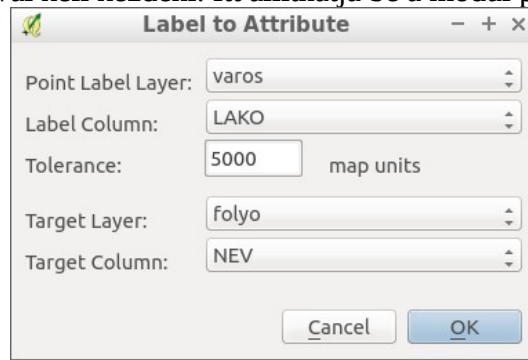 Label to Attribute
Point Label Layer: varos
Label Column: LAKO
Tolerance: 5000 map units
Target Layer: folyo
Target Column: NEV
Cancel OK